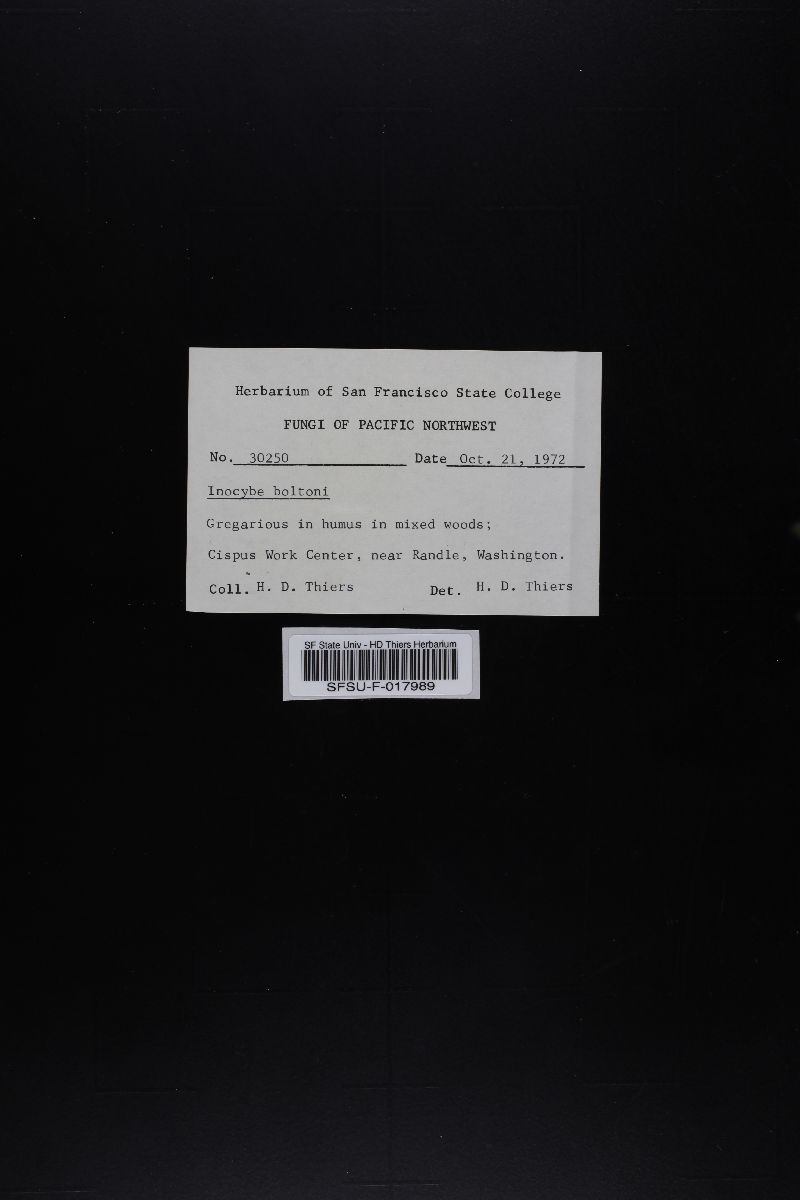 Herbarium of San Francisco State College
FUNGI OF PACIFIC NORTHWEST
No. 30250 Date Oct. 21, 1972
Inocybe boltoni
Gregarious in humus in mixed woods;
Cispus Work Center, near Randle, Washington.
Coll. H. D. Thiers Det. H. D. Thiers
SF State Univ - HD Thiers Herbarium
SFSU-F-017989